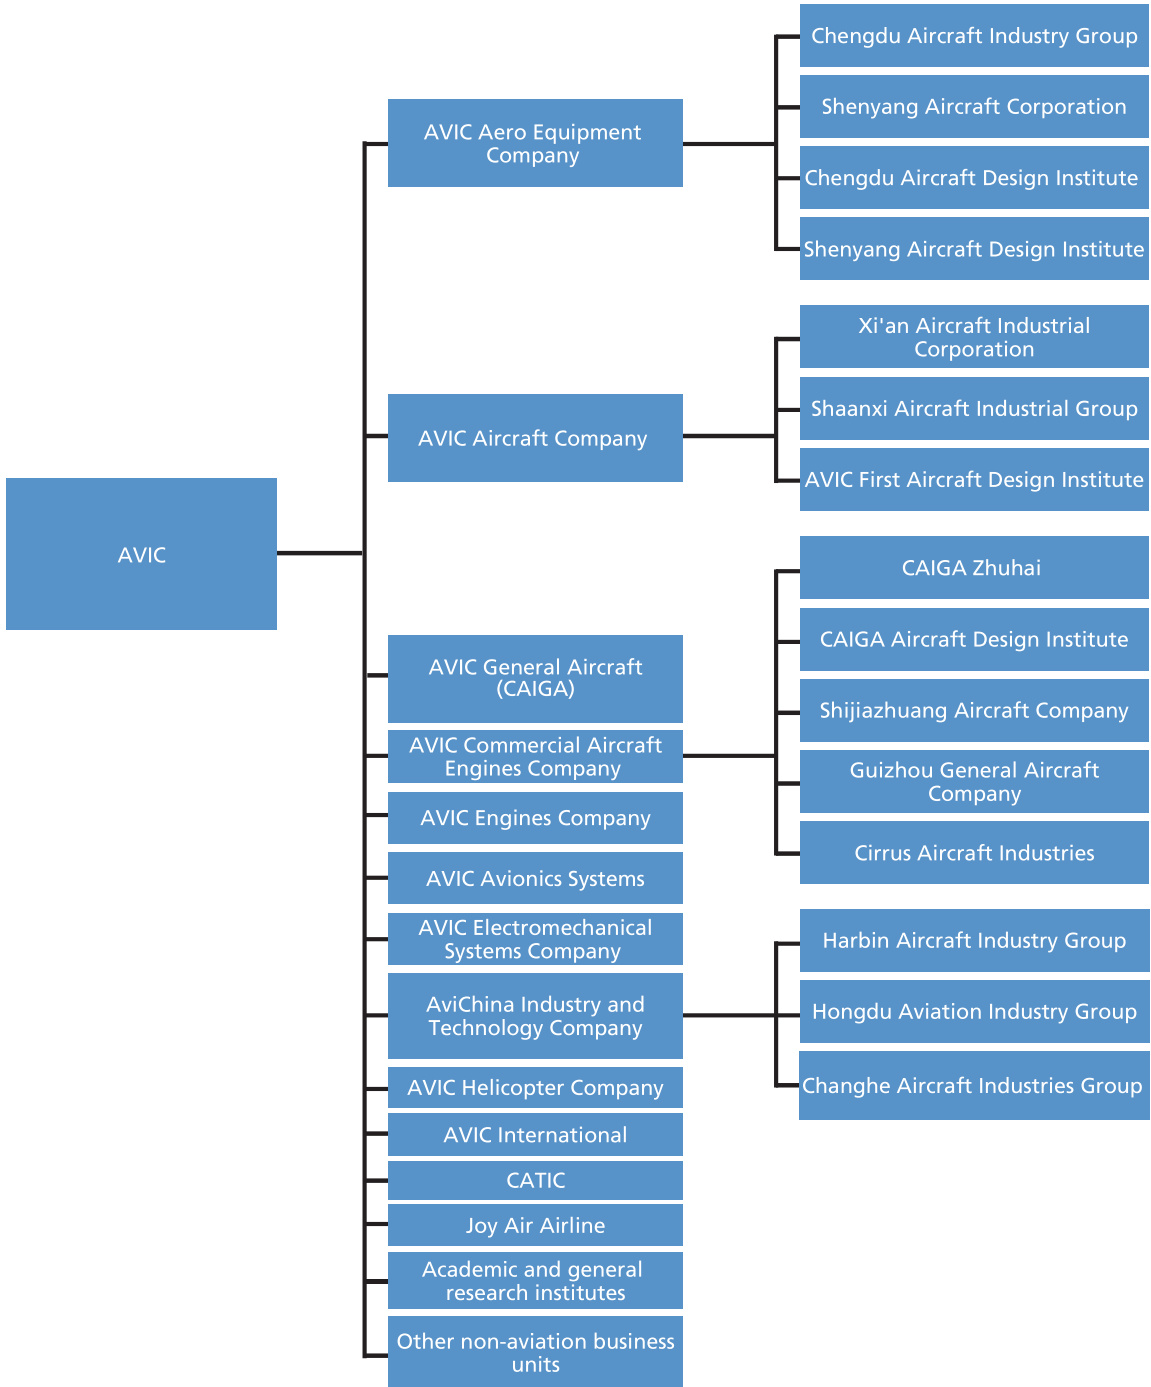 AVIC
AVIC Aero Equipment
Company
Chengdu Aircraft Industry Group
Shenyang Aircraft Corporation
Chengdu Aircraft Design Institute
Shenyang Aircraft Design Institute
AVIC Aircraft Company
Xi'an Aircraft Industrial
Corporation
Shaanxi Aircraft Industrial Group
AVIC First Aircraft Design Institute
AVIC General Aircraft
(CAIGA)
AVIC Commercial Aircraft
Engines Company
CAIGA Zhuhai
CAIGA Aircraft Design Institute
Shijiazhuang Aircraft Company
Guizhou General Aircraft
Company
Cirrus Aircraft Industries
AVIC Engines Company
AVIC Avionics Systems
AVIC Electromechanical
Systems Company
AviChina Industry and
Technology Company
Harbin Aircraft Industry Group
Hongdu Aviation Industry Group
Changhe Aircraft Industries Group
AVIC Helicopter Company
AVIC International
CATIC
Joy Air Airline
Academic and general
research institutes
Other non-aviation business
units